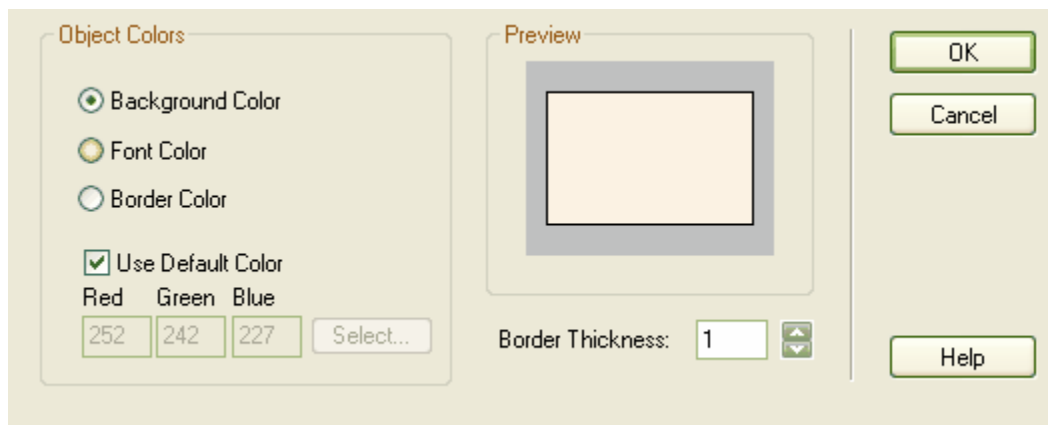 Object Colors
Background Color
Font Color
Border Color
Use Default Color
Red Green Blue
252 242 227 Select...
Preview
Border Thickness: 1
OK
Cancel
Help